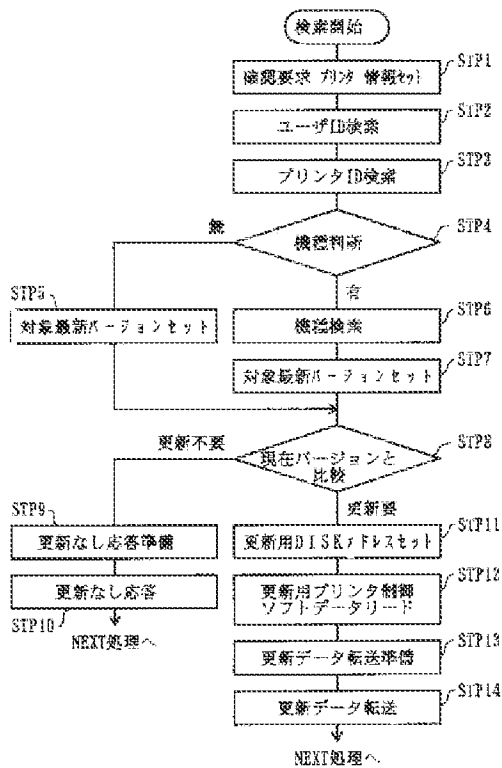 検索開始
STP1
確認要求 プリンタ 情報セット
STP2
ユーザID検索
STP3
プリンタID検索
STP4
無
機種判断
STP5
有
STP6
対象最新バージョンセット
機種検索
STP7
対象最新バージョンセット
更新不要
STP8
現在バージョンと
比較
STP9
更新要
STP11
更新なし応答準備
更新用DISKアドレスセット
STP12
更新なし応答
更新用プリンタ制御
ソフトデータリード
STP10
NEXT処理へ
STP13
更新データ転送準備
STP14
更新データ転送
NEXT処理へ